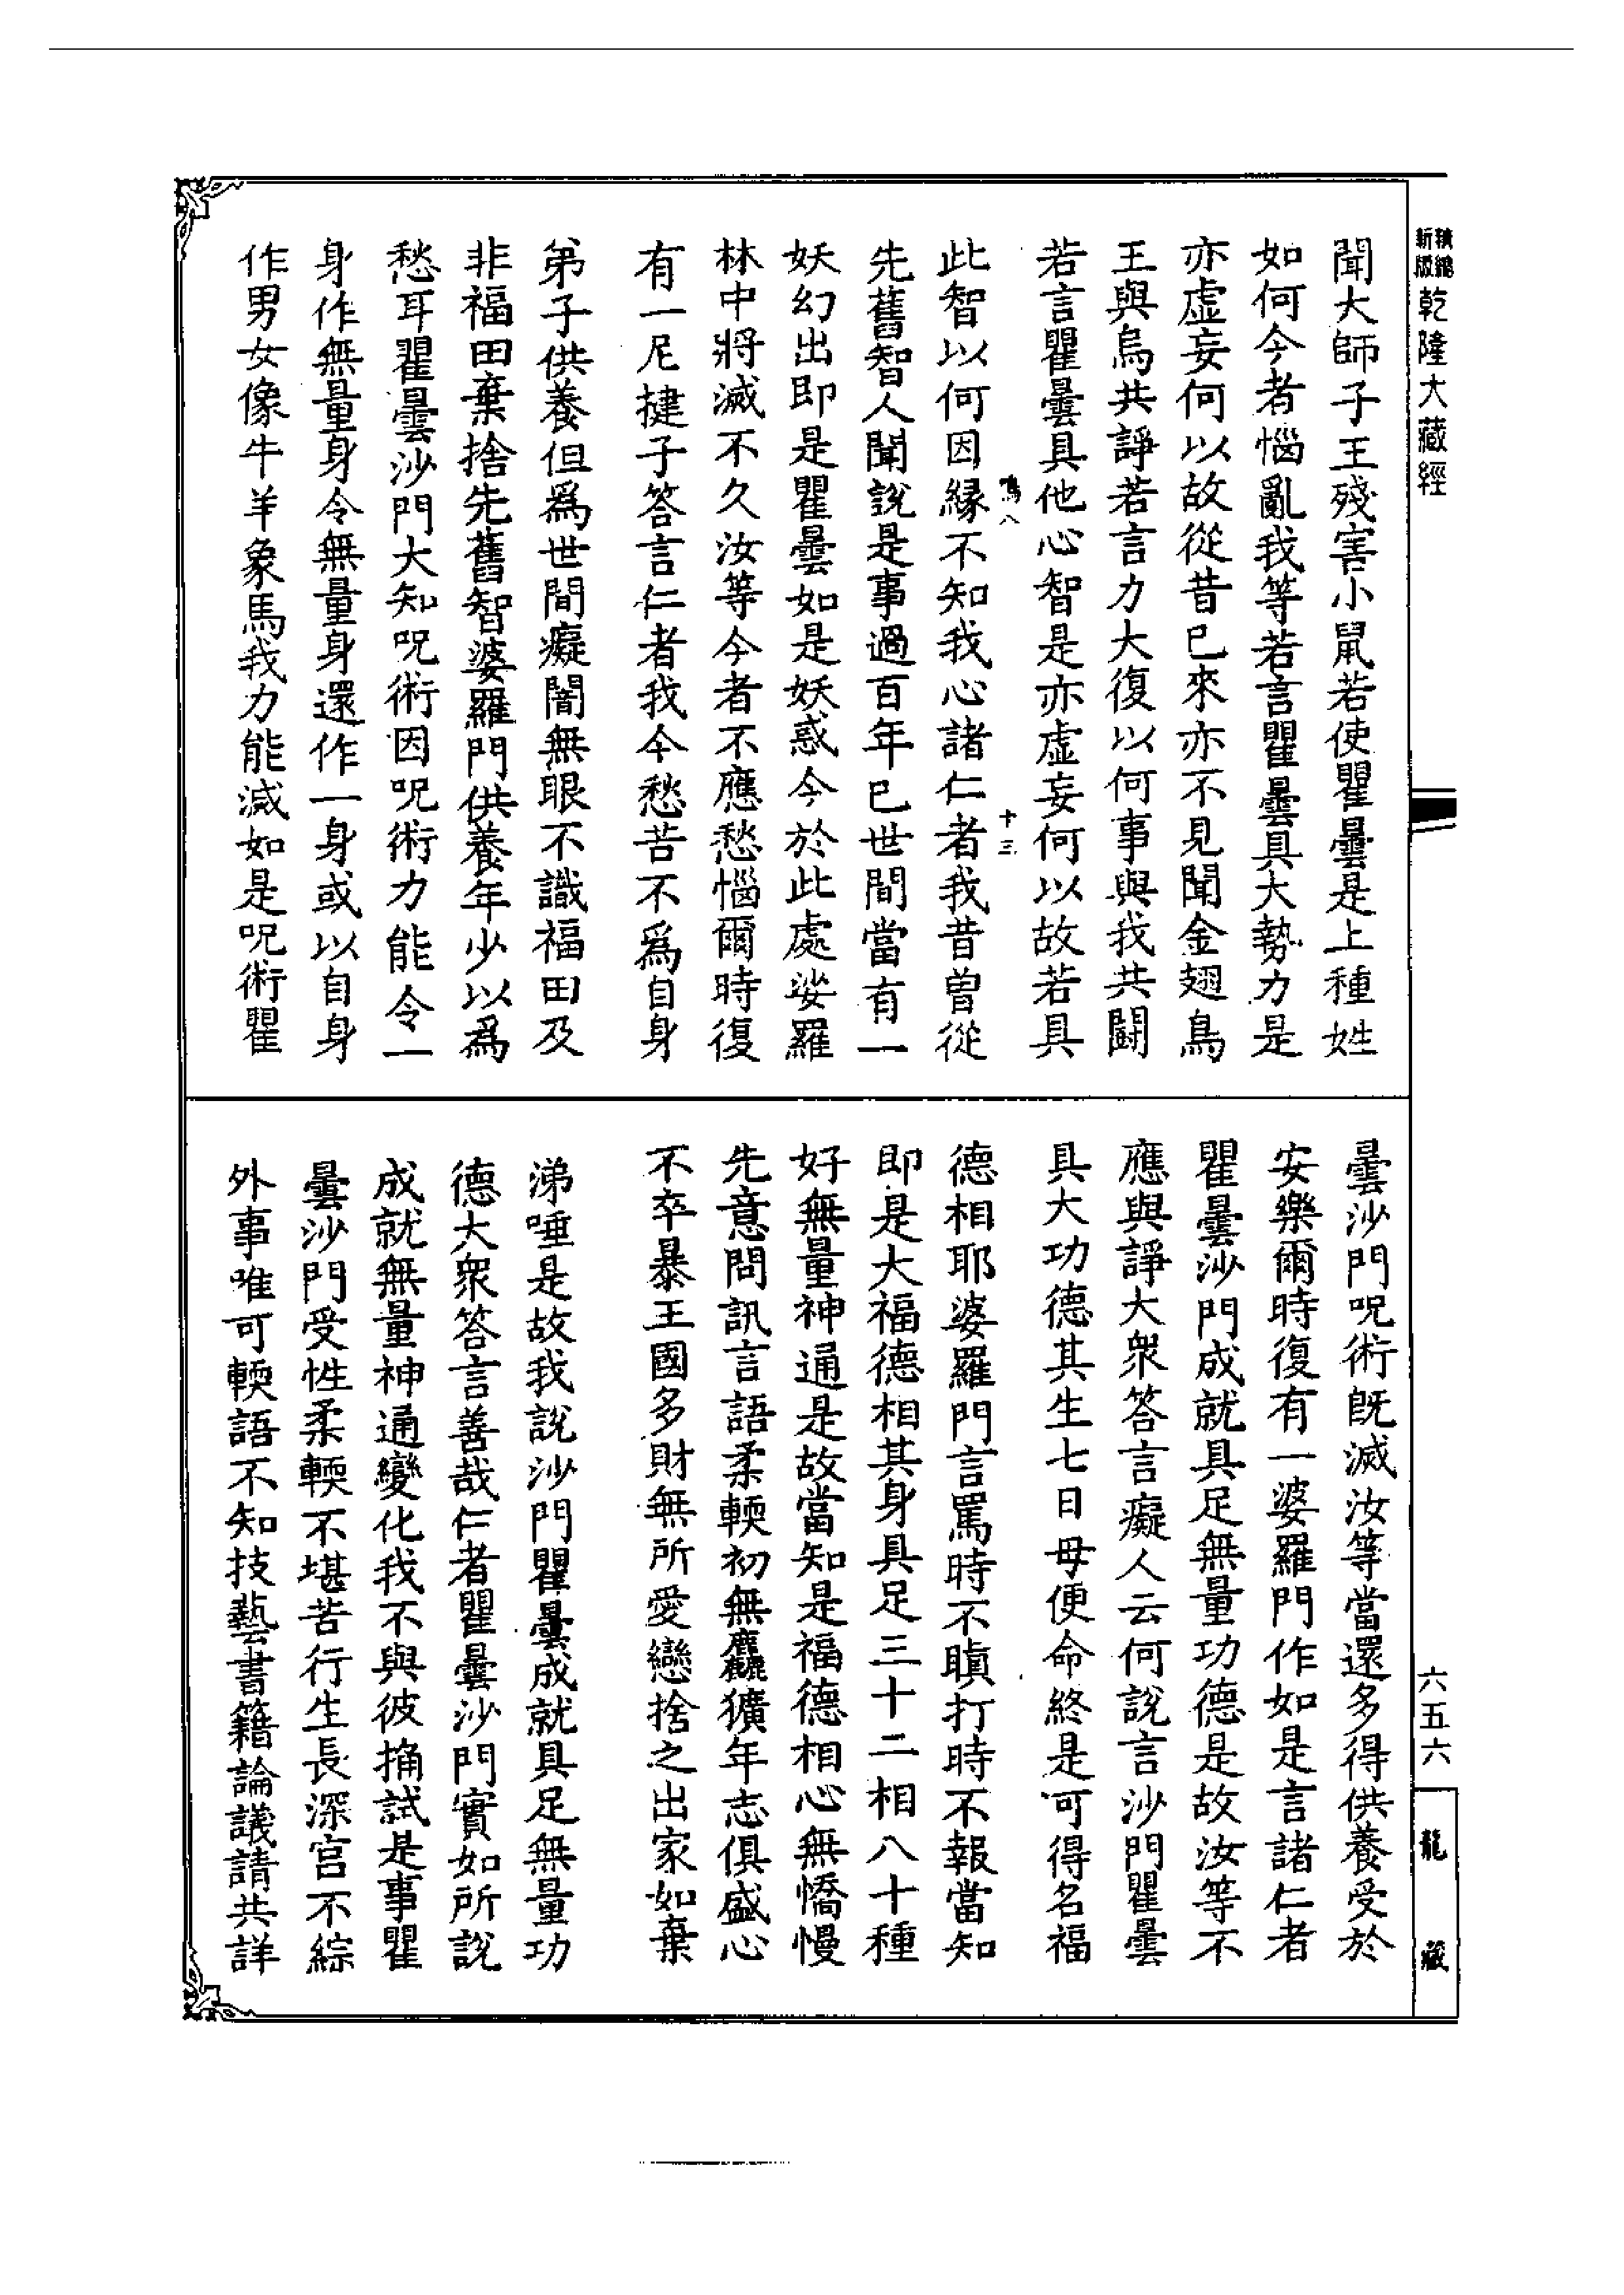 精縮
新版
乾隆大藏經
聞大師子王殘害小鼠若使瞿曇是上種姓
如何今者惱亂我等若言瞿曇具大勢力是
亦虛妄何以故從昔已來亦不見聞金翅鳥
王與烏共諍若言力大復以何事與我共鬪
若言瞿曇具他心智是亦虛妄何以故若具
鳴八
十三
此智以何因緣不知我心諸仁者我昔曾從
先舊智人聞說是事過百年已世間當有一
妖幻出即是瞿曇如是妖惑今於此處娑羅
林中將滅不久汝等今者不應愁惱爾時復
有一尼揵子答言仁者我今愁苦不爲自身
弟子供養但爲世間癡闇無眼不識福田及
非福田棄捨先舊智婆羅門供養年少以爲
愁耳瞿曇沙門大知呪術因呪術力能令一
身作無量身令無量身還作一身或以自身
作男女像牛羊象馬我力能滅如是呪術瞿
曇沙門呪術既滅汝等當還多得供養受於
安樂爾時復有一婆羅門作如是言諸仁者
瞿曇沙門成就具足無量功德是故汝等不
應與諍大衆答言癡人云何說言沙門瞿曇
具大功德其生七日母便命終是可得名福
德相耶婆羅門言罵時不瞋打時不報當知
即是大福德相其身具足三十二相八十種
好無量神通是故當知是福德相心無憍慢
先意問訊言語柔輭初無麤獷年志俱盛心
不卒暴王國多財無所愛戀捨之出家如棄
涕唾是故我說沙門瞿曇成就具足無量功
德大衆答言善哉仁者瞿曇沙門實如所說
成就無量神通變化我不與彼捔試是事瞿
曇沙門受性柔輭不堪苦行生長深宮不綜
外事唯可輭語不知技藝書籍論議請共詳
六五六
龍藏